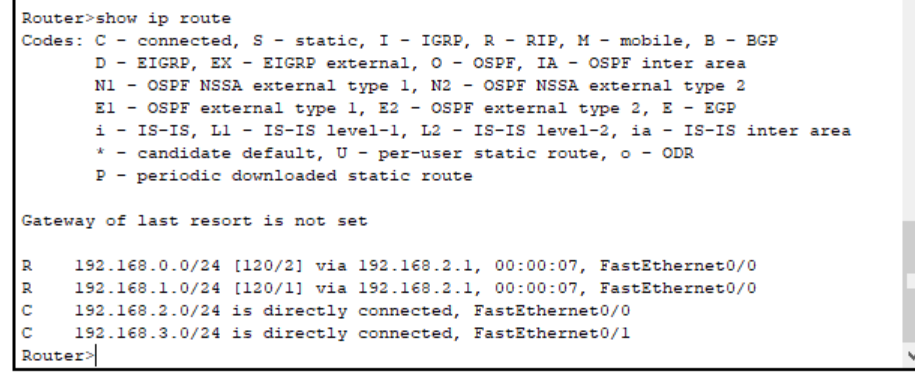 Router>show ip route
Codes: C - connected, S - static, I - IGRP, R - RIP, M - mobile, B - BGP
       D - EIGRP, EX - EIGRP external, O - OSPF, IA - OSPF inter area
       N1 - OSPF NSSA external type 1, N2 - OSPF NSSA external type 2
       E1 - OSPF external type 1, E2 - OSPF external type 2, E - EGP
       i - IS-IS, L1 - IS-IS level-1, L2 - IS-IS level-2, ia - IS-IS inter area
       * - candidate default, U - per-user static route, o - ODR
       P - periodic downloaded static route

Gateway of last resort is not set

R    192.168.0.0/24 [120/2] via 192.168.2.1, 00:00:07, FastEthernet0/0
R    192.168.1.0/24 [120/1] via 192.168.2.1, 00:00:07, FastEthernet0/0
C    192.168.2.0/24 is directly connected, FastEthernet0/0
C    192.168.3.0/24 is directly connected, FastEthernet0/1
Router>